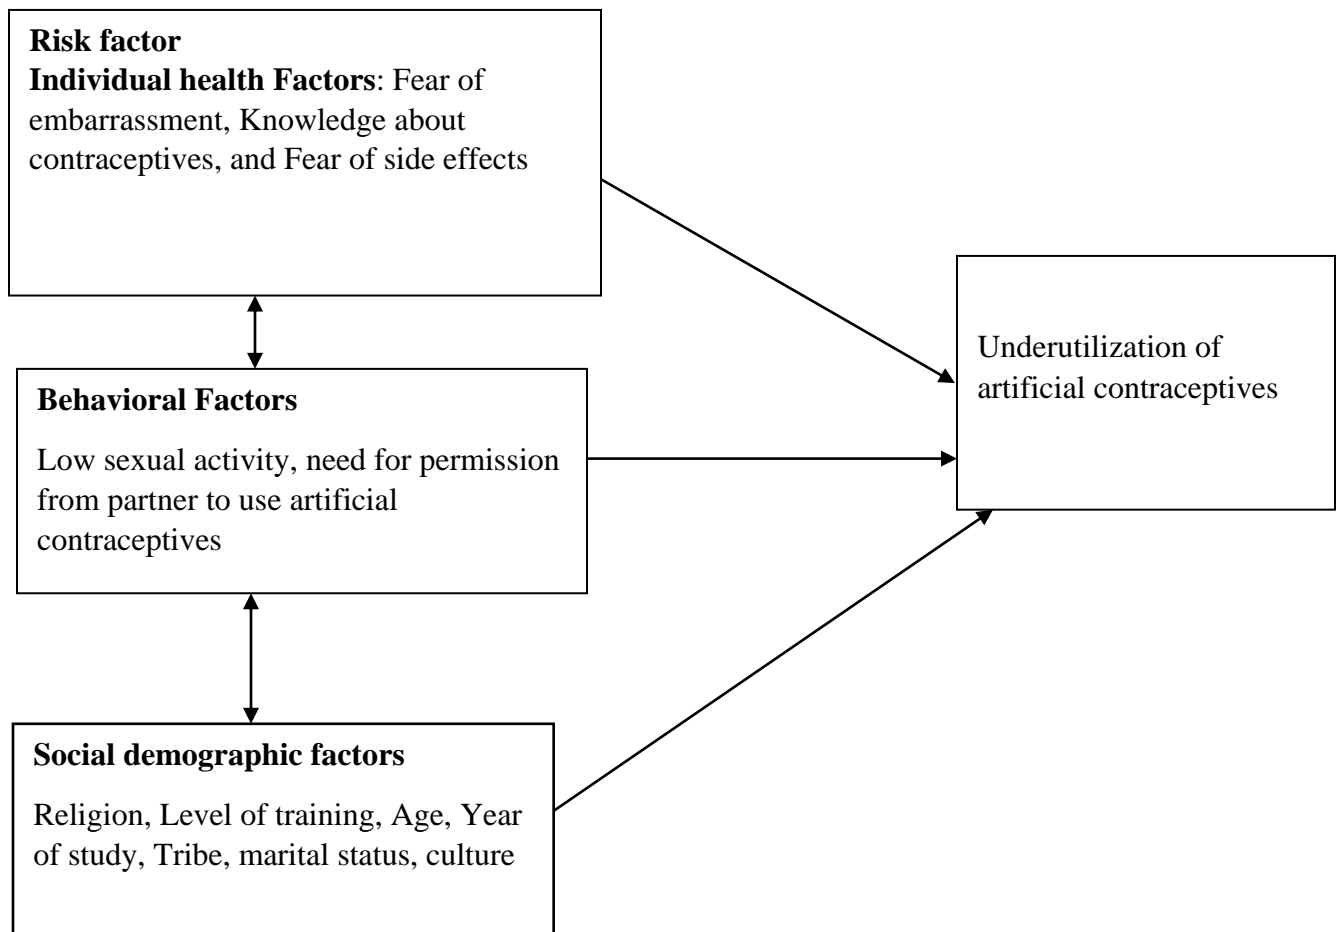 Risk factor
Individual health Factors: Fear of
embarrassment, Knowledge about
contraceptives, and Fear of side effects
Behavioral Factors
Low sexual activity, need for permission
from partner to use artificial
contraceptives
Social demographic factors
Religion, Level of training, Age, Year
of study, Tribe, marital status, culture
Underutilization of
artificial contraceptives